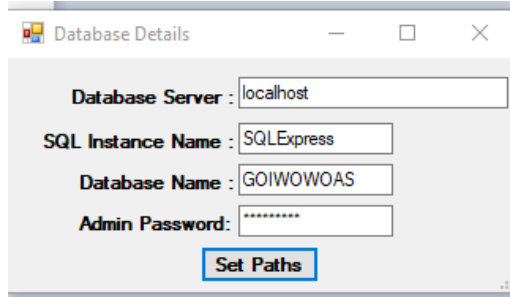 Database Details
Database Server : localhost
SQL Instance Name : SQLExpress
Database Name : GOIWOWOAS
Admin Password: *********
Set Paths